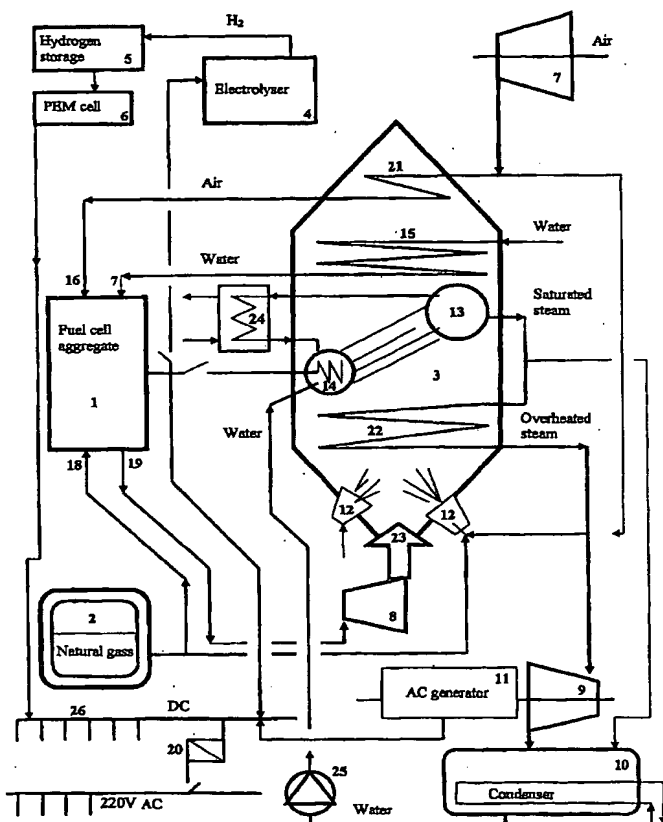 H₂
Hydrogen
storage 5
PEM cell 6
Electrolyser
4
Air
7
21
Air
Water
15
Water
16 7
Saturated
steam
24
13
Fuel cell
aggregate
14
3
1
Overheated
steam
Water
22
18 19
12 12
23
2
Natural gass
8
11
AC generator
9
26 DC
20
10
25
Condenser
220V AC
Water